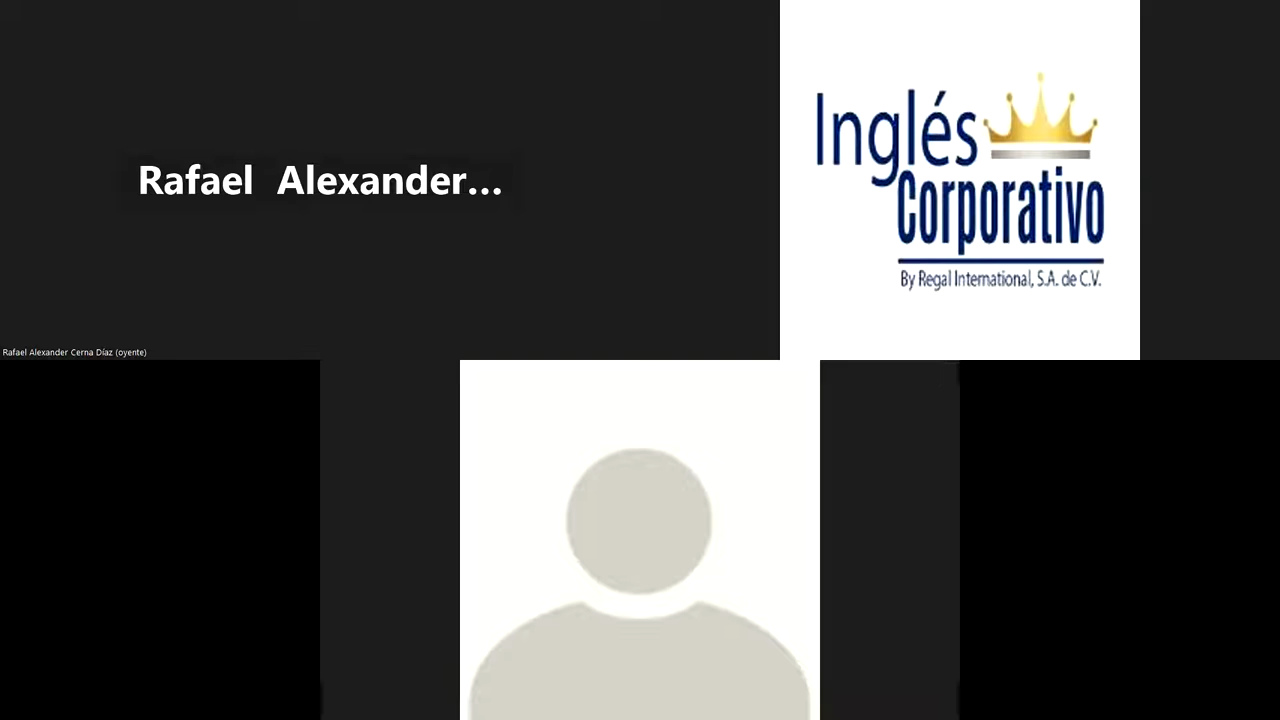 Rafael Alexander...
Rafael Alexander Cerna Díaz (oyente)
Inglés
Corporativo
By Regal International, S.A. de C.V.